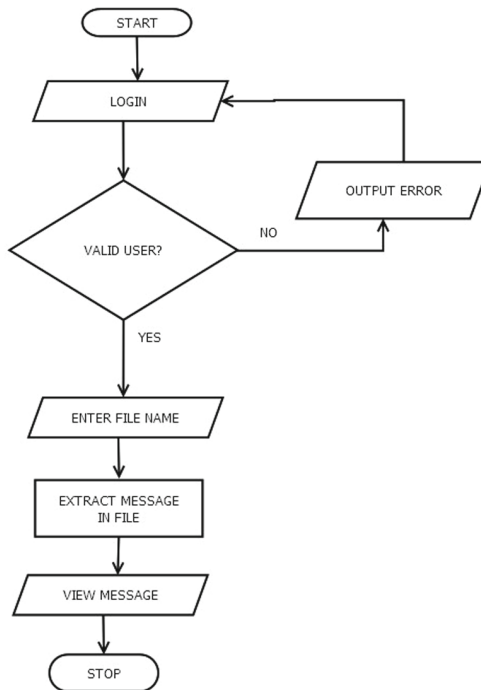 START
LOGIN
OUTPUT ERROR
VALID USER?
NO
YES
ENTER FILE NAME
EXTRACT MESSAGE
IN FILE
VIEW MESSAGE
STOP